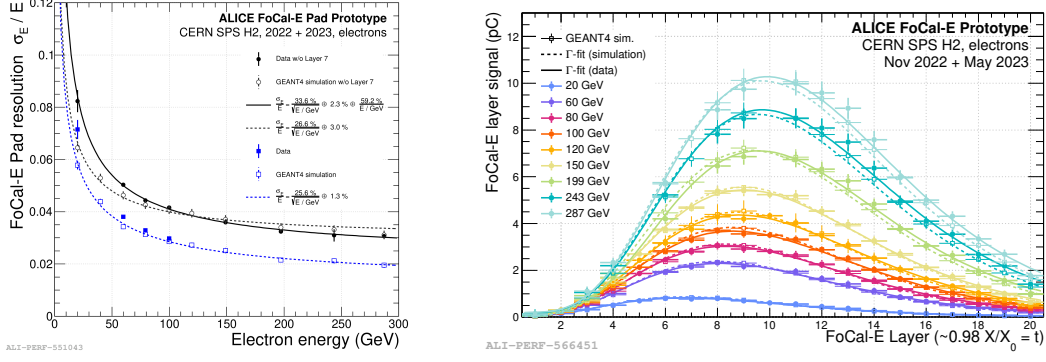 FoCal-E Pad resolution σ_E / E
0.12
0.08
0.06
0.04
0.02
0
ALICE FoCal-E Pad Prototype
CERN SPS H2, 2022 + 2023, electrons
Data w/o Layer 7
GEANT4 simulation w/o Layer 7
σ_E / E = 33.6 % / √E / GeV ⊕ 2.3 % ⊕ 59.2 % / E / GeV
σ_E / E = 26.6 % / √E / GeV ⊕ 3.0 %
Data
GEANT4 simulation
σ_E / E = 25.6 % / √E / GeV ⊕ 1.3 %
0 50 100 150 200 250 300
Electron energy (GeV)
ALI-PERF-551043
FoCal-E layer signal (pC)
12
10
8
6
4
2
0
ALICE FoCal-E Prototype
CERN SPS H2, electrons
Nov 2022 + May 2023
GEANT4 sim.
Γ-fit (simulation)
Γ-fit (data)
20 GeV
60 GeV
80 GeV
100 GeV
120 GeV
150 GeV
199 GeV
243 GeV
287 GeV
2 4 6 8 10 12 14 16 18 20
FoCal-E Layer (~0.98 X/X₀ = t)
ALI-PERF-566451